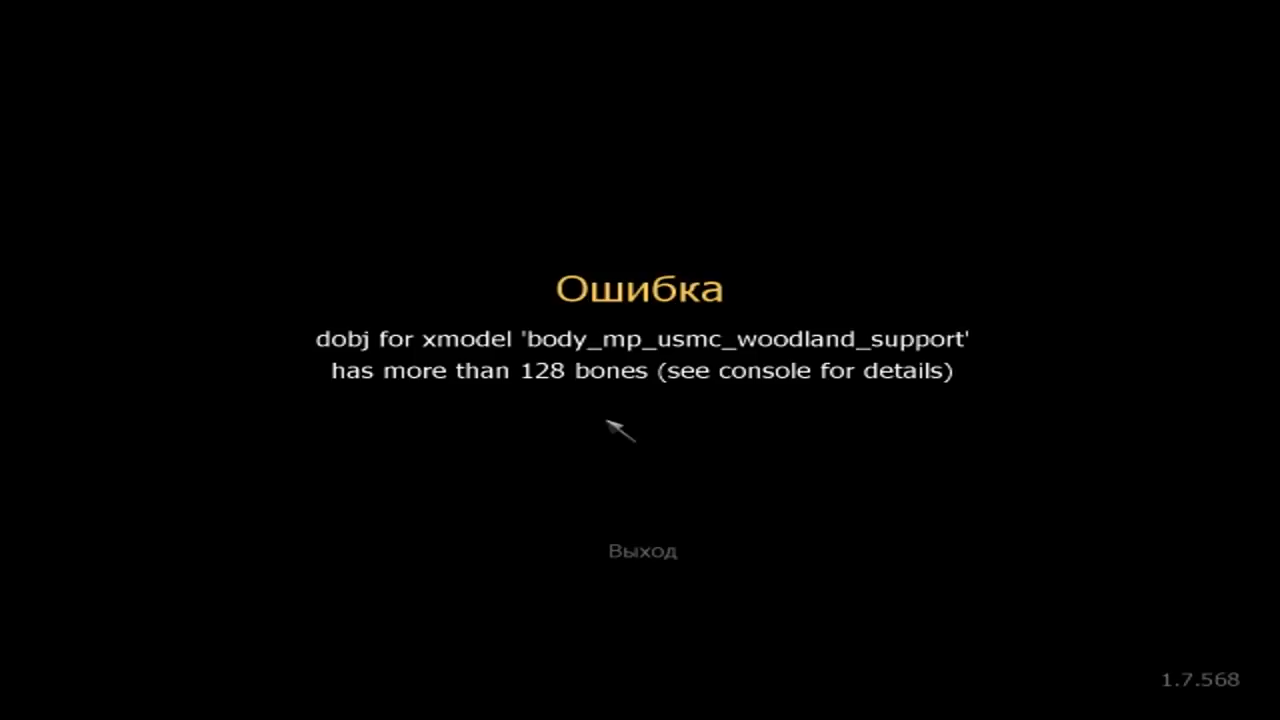 Ошибка
dobj for xmodel 'body_mp_usmc_woodland_support'
has more than 128 bones (see console for details)
Выход
1.7.568